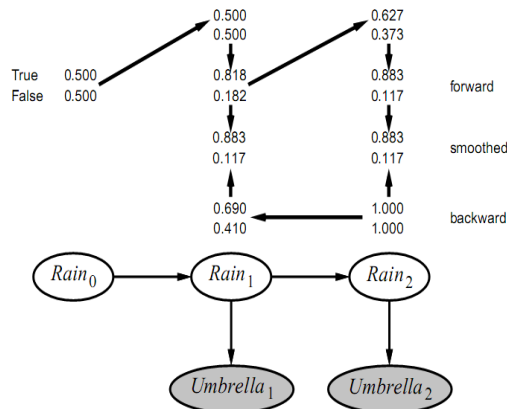 0.500 0.627
0.500 0.373
True 0.500 0.818 0.883
False 0.500 0.182 0.117 forward
0.883 0.883
0.117 0.117 smoothed
0.690 1.000
0.410 1.000 backward
Rain0 Rain1 Rain2
Umbrella1 Umbrella2